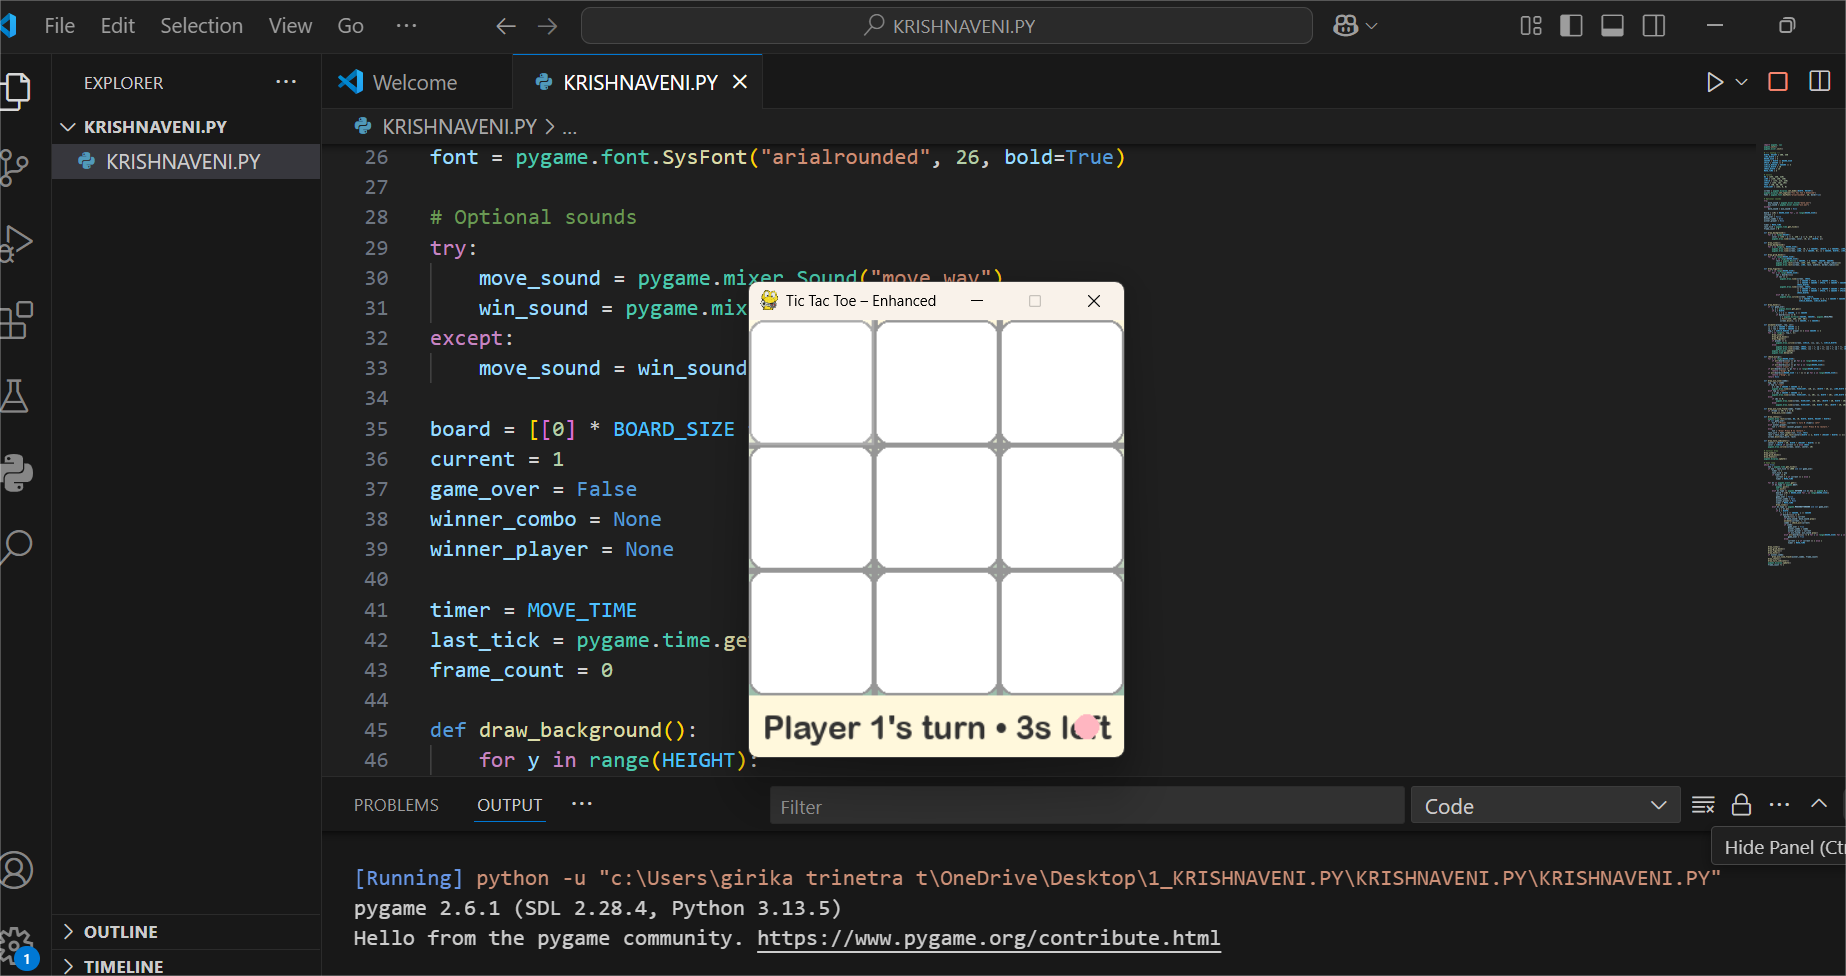 File Edit Selection View Go ···
KRISHNAVENI.PY
EXPLORER ···
KRISHNAVENI.PY
KRISHNAVENI.PY
OUTLINE
TIMELINE
1
Welcome
KRISHNAVENI.PY
KRISHNAVENI.PY > ...
26 font = pygame.font.SysFont("arialrounded", 26, bold=True)
27
28 # Optional sounds
29 try:
30 move_sound = pygame.mixer.Sound("move.wav")
31 win_sound = pygame.mix
32 except:
33 move_sound = win_sound
34
35 board = [[0] * BOARD_SIZE
36 current = 1
37 game_over = False
38 winner_combo = None
39 winner_player = None
40
41 timer = MOVE_TIME
42 last_tick = pygame.time.ge
43 frame_count = 0
44
45 def draw_background():
46 for y in range(HEIGHT):
Tic Tac Toe – Enhanced
Player 1's turn • 3s left
PROBLEMS OUTPUT ···
Filter
Code
Hide Panel (Ct
[Running] python -u "c:\Users\girika trinetra t\OneDrive\Desktop\1_KRISHNAVENI.PY\KRISHNAVENI.PY\KRISHNAVENI.PY"
pygame 2.6.1 (SDL 2.28.4, Python 3.13.5)
Hello from the pygame community. https://www.pygame.org/contribute.html